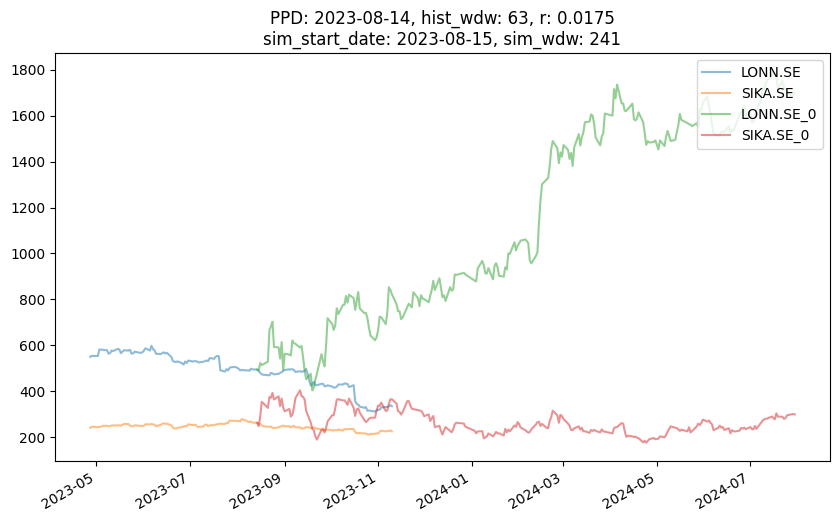 PPD: 2023-08-14, hist_wdw: 63, r: 0.0175
sim_start_date: 2023-08-15, sim_wdw: 241
1800
1600
1400
1200
1000
800
600
400
200
LONN.SE
SIKA.SE
LONN.SE_0
SIKA.SE_0
2023-05
2023-07
2023-09
2023-11
2024-01
2024-03
2024-05
2024-07